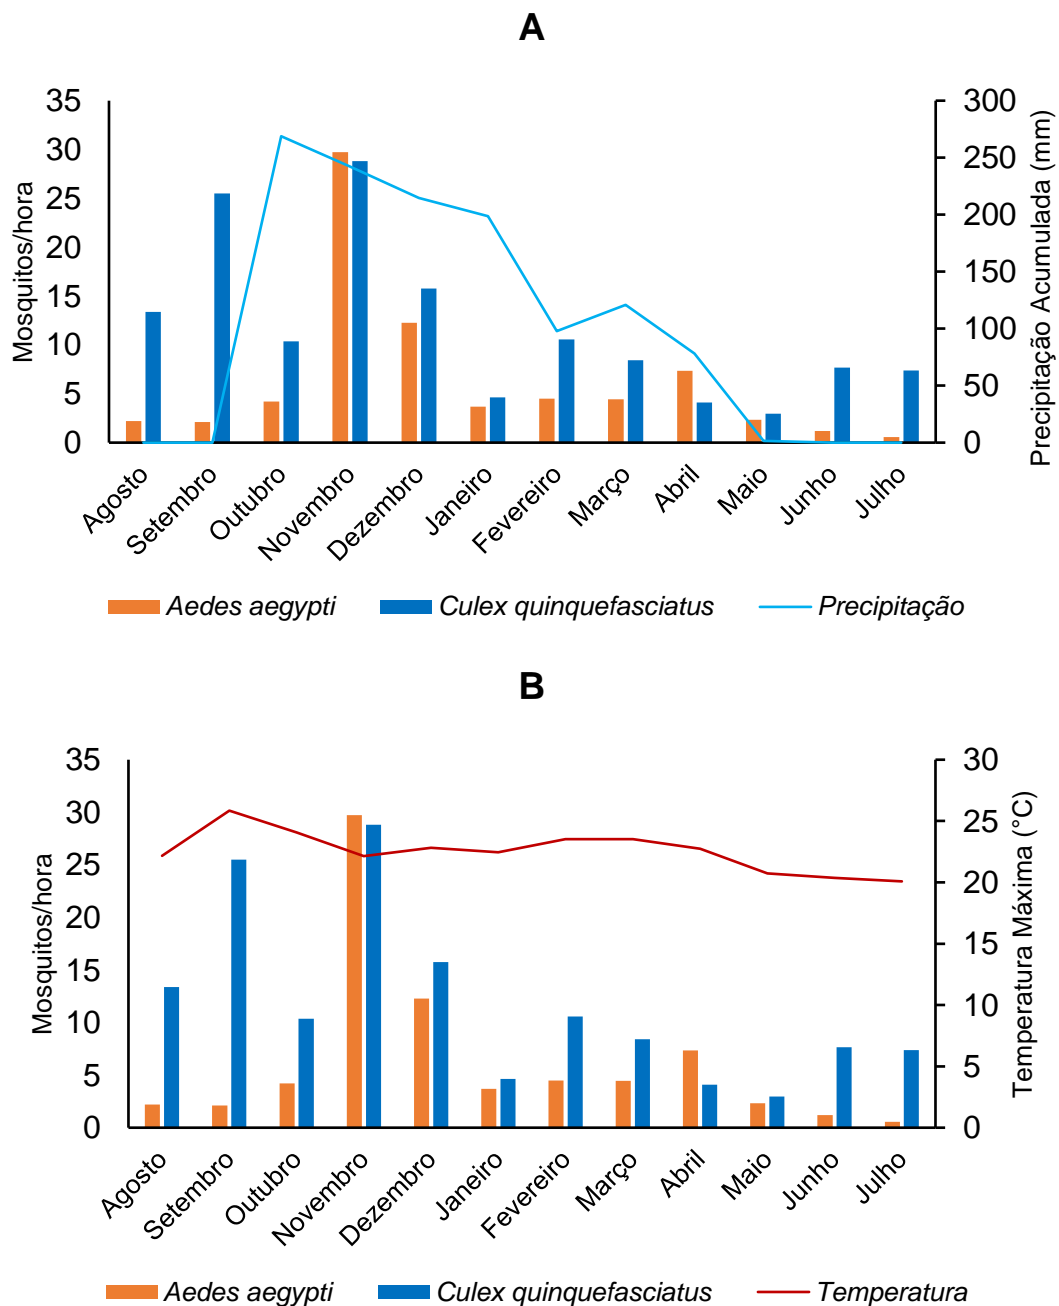 A
Mosquitos/hora
35
30
25
20
15
10
5
0
300
250
200
150
100
50
0
Precipitação Acumulada (mm)
Agosto
Setembro
Outubro
Novembro
Dezembro
Janeiro
Fevereiro
Março
Abril
Maio
Junho
Julho
Aedes aegypti Culex quinquefasciatus Precipitação
B
Mosquitos/hora
35
30
25
20
15
10
5
0
30
25
20
15
10
5
0
Temperatura Máxima (°C)
Agosto
Setembro
Outubro
Novembro
Dezembro
Janeiro
Fevereiro
Março
Abril
Maio
Junho
Julho
Aedes aegypti Culex quinquefasciatus Temperatura